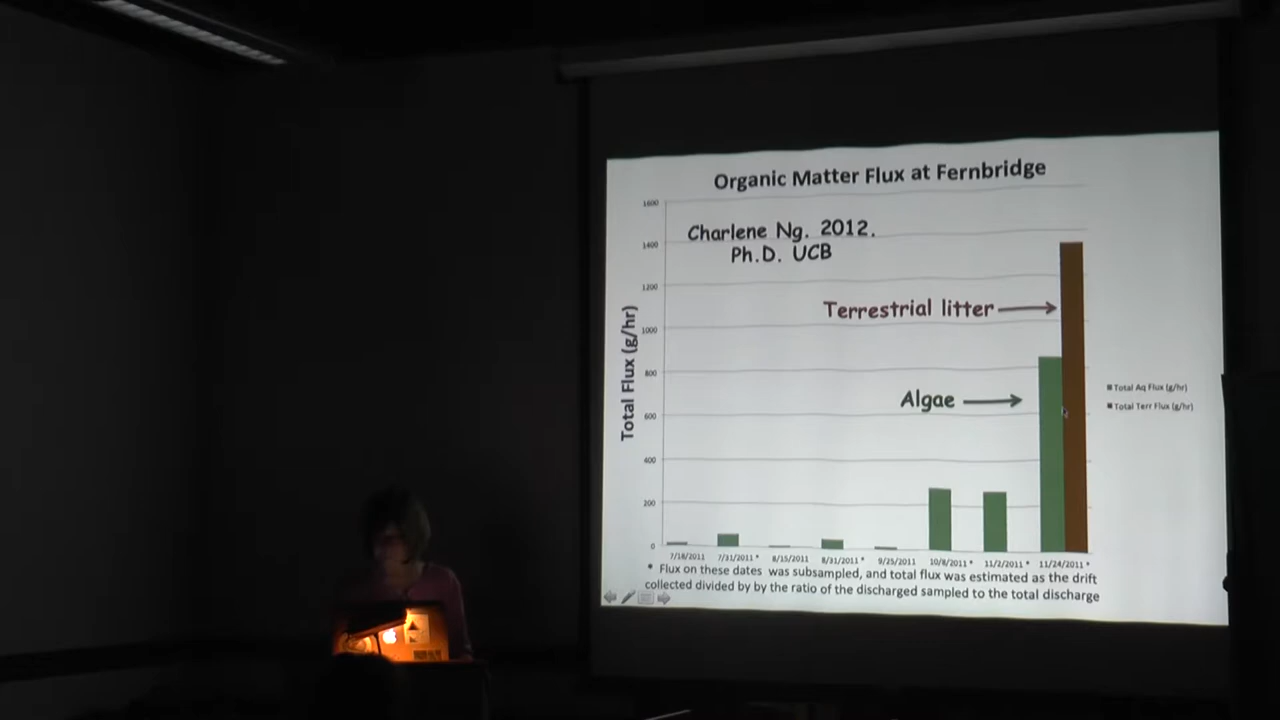 Organic Matter Flux at Fernbridge
Charlene Ng. 2012.
Ph.D. UCB
Total Flux (g/hr)
1600
1400
1200
1000
800
600
400
200
0
Terrestrial litter
Algae
Total Aq Flux (g/hr)
Total Terr Flux (g/hr)
7/18/2011 7/31/2011 * 8/15/2011 8/31/2011 * 9/25/2011 10/8/2011 * 11/2/2011 * 11/24/2011 *
* Flux on these dates was subsampled, and total flux was estimated as the drift
collected divided by by the ratio of the discharged sampled to the total discharge